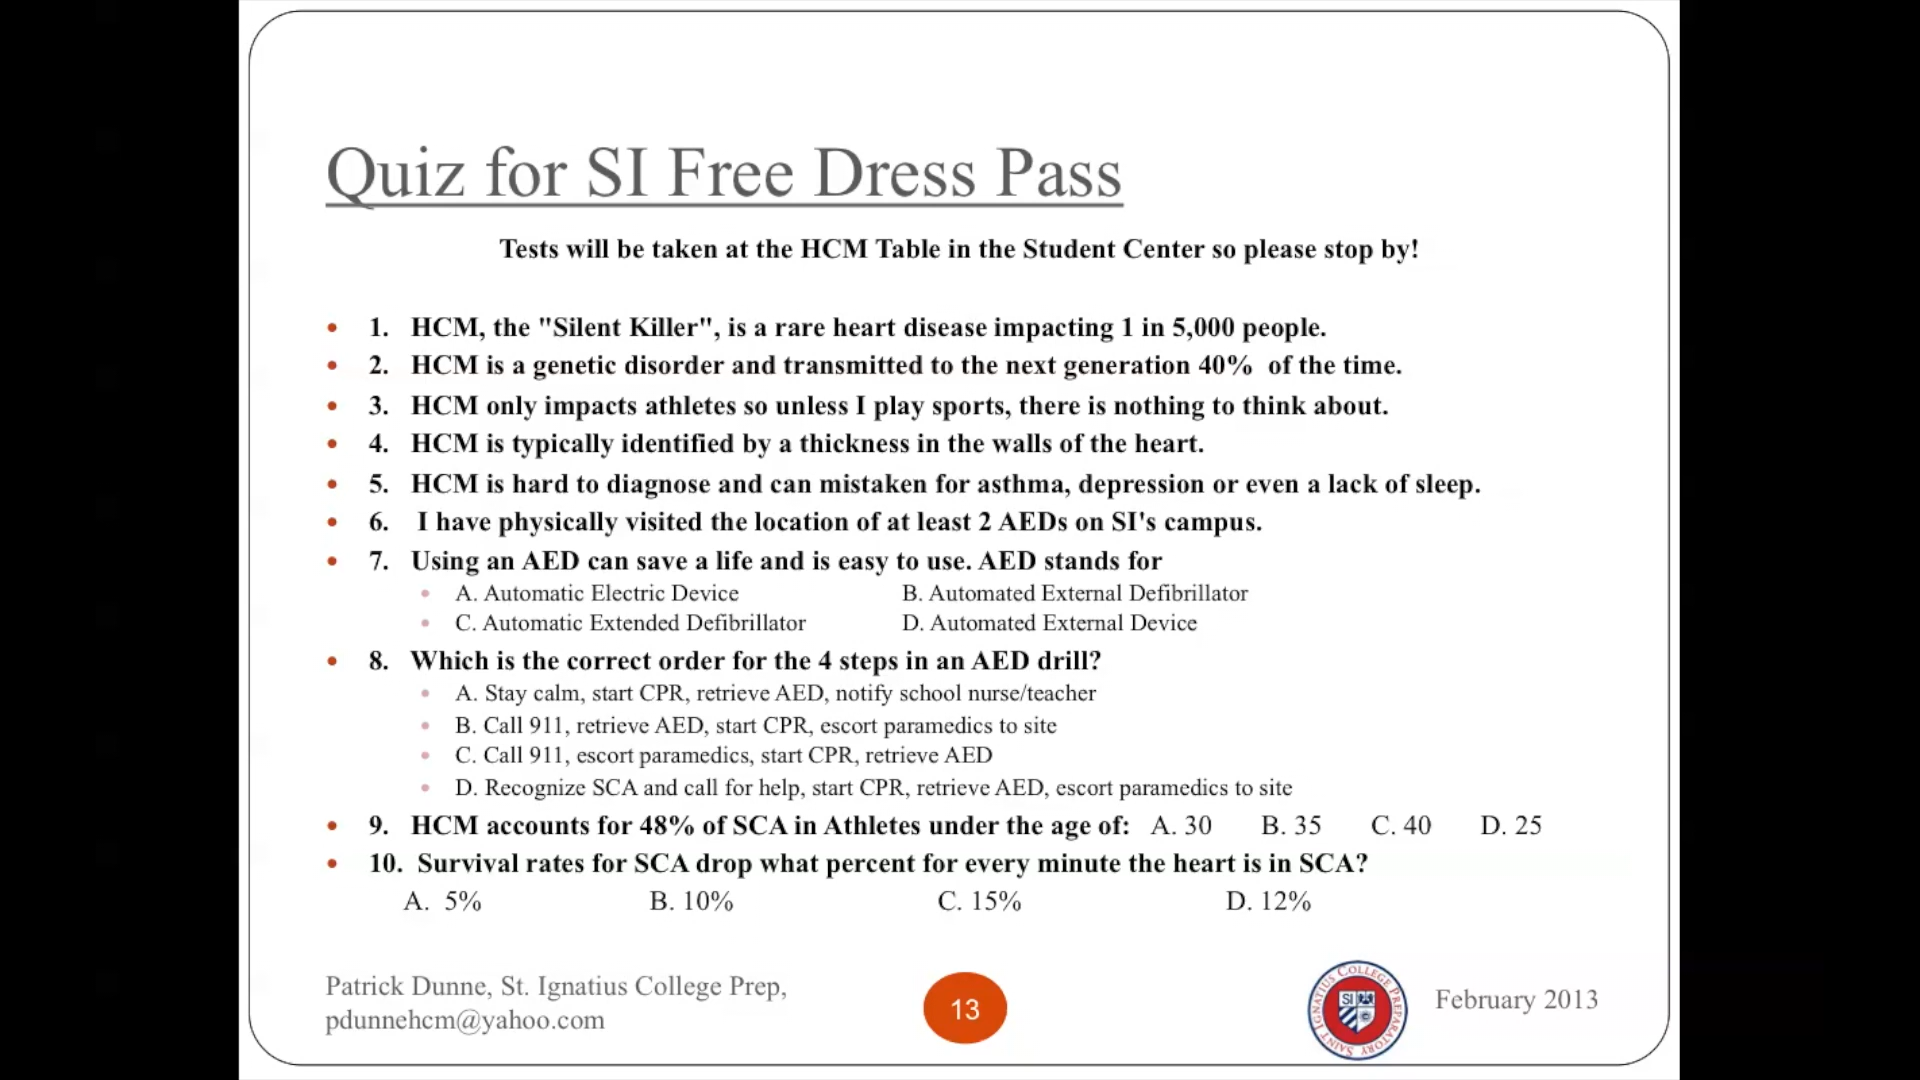 Quiz for SI Free Dress Pass
Tests will be taken at the HCM Table in the Student Center so please stop by!
• 1. HCM, the "Silent Killer", is a rare heart disease impacting 1 in 5,000 people.
• 2. HCM is a genetic disorder and transmitted to the next generation 40% of the time.
• 3. HCM only impacts athletes so unless I play sports, there is nothing to think about.
• 4. HCM is typically identified by a thickness in the walls of the heart.
• 5. HCM is hard to diagnose and can mistaken for asthma, depression or even a lack of sleep.
• 6. I have physically visited the location of at least 2 AEDs on SI's campus.
• 7. Using an AED can save a life and is easy to use. AED stands for
• A. Automatic Electric Device B. Automated External Defibrillator
• C. Automatic Extended Defibrillator D. Automated External Device
• 8. Which is the correct order for the 4 steps in an AED drill?
• A. Stay calm, start CPR, retrieve AED, notify school nurse/teacher
• B. Call 911, retrieve AED, start CPR, escort paramedics to site
• C. Call 911, escort paramedics, start CPR, retrieve AED
• D. Recognize SCA and call for help, start CPR, retrieve AED, escort paramedics to site
• 9. HCM accounts for 48% of SCA in Athletes under the age of: A. 30 B. 35 C. 40 D. 25
• 10. Survival rates for SCA drop what percent for every minute the heart is in SCA?
A. 5% B. 10% C. 15% D. 12%
Patrick Dunne, St. Ignatius College Prep,
pdunnehcm@yahoo.com
13
SAINT IGNATIUS COLLEGE PREPARATORY
SI
February 2013